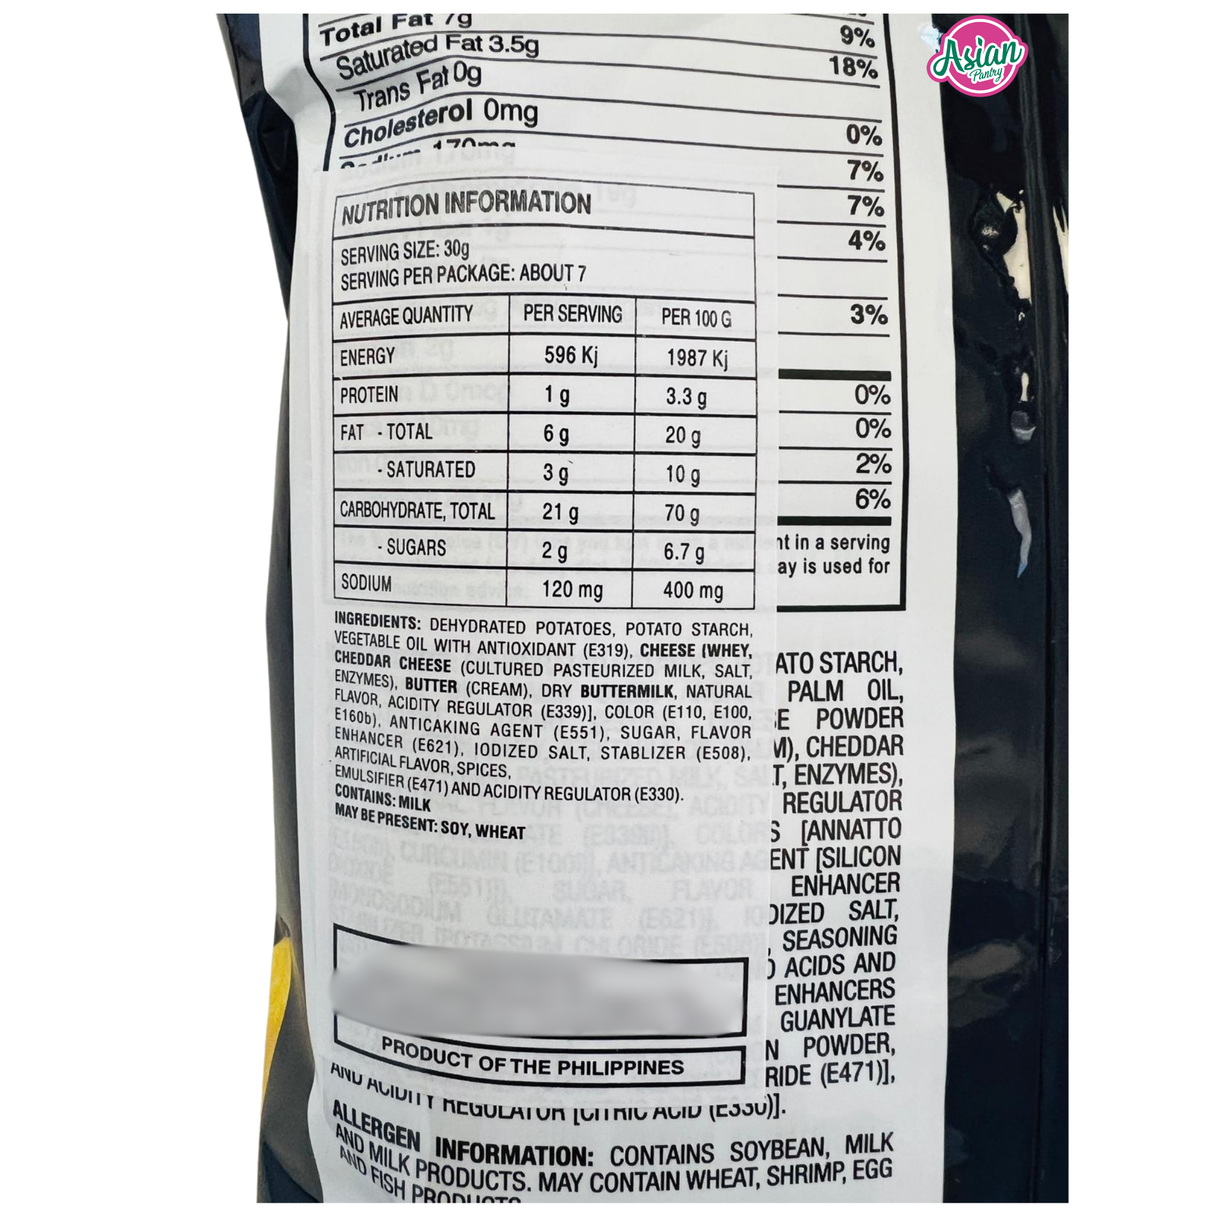 Total Fat 7g 9%
Saturated Fat 3.5g 18%
Trans Fat 0g
Cholesterol 0mg 0%
170mg 7%
7%
4%
3%
0%
0%
2%
6%
nt in a serving
ay is used for
Asian
Pantry
NUTRITION INFORMATION
SERVING SIZE: 30g
SERVING PER PACKAGE: ABOUT 7
AVERAGE QUANTITY PER SERVING PER 100 G
ENERGY 596 Kj 1987 Kj
PROTEIN 1 g 3.3 g
FAT - TOTAL 6 g 20 g
- SATURATED 3 g 10 g
CARBOHYDRATE, TOTAL 21 g 70 g
- SUGARS 2 g 6.7 g
SODIUM 120 mg 400 mg
INGREDIENTS: DEHYDRATED POTATOES, POTATO STARCH,
VEGETABLE OIL WITH ANTIOXIDANT (E319), CHEESE [WHEY,
CHEDDAR CHEESE (CULTURED PASTEURIZED MILK, SALT,
ENZYMES), BUTTER (CREAM), DRY BUTTERMILK, NATURAL
FLAVOR, ACIDITY REGULATOR (E339)], COLOR (E110, E100,
E160b), ANTICAKING AGENT (E551), SUGAR, FLAVOR
ENHANCER (E621), IODIZED SALT, STABLIZER (E508),
ARTIFICIAL FLAVOR, SPICES,
EMULSIFIER (E471) AND ACIDITY REGULATOR (E330).
CONTAINS: MILK
MAY BE PRESENT: SOY, WHEAT
PRODUCT OF THE PHILIPPINES
ATO STARCH,
PALM OIL,
E POWDER
M), CHEDDAR
T, ENZYMES),
REGULATOR
S [ANNATTO
ENT [SILICON
ENHANCER
DIZED SALT,
, SEASONING
O ACIDS AND
ENHANCERS
GUANYLATE
N POWDER,
RIDE (E471)],
AND ACIDITY REGULATOR [CITRIC ACID (E330)].
ALLERGEN INFORMATION: CONTAINS SOYBEAN, MILK
AND MILK PRODUCTS. MAY CONTAIN WHEAT, SHRIMP, EGG
AND FISH PRODUCTS